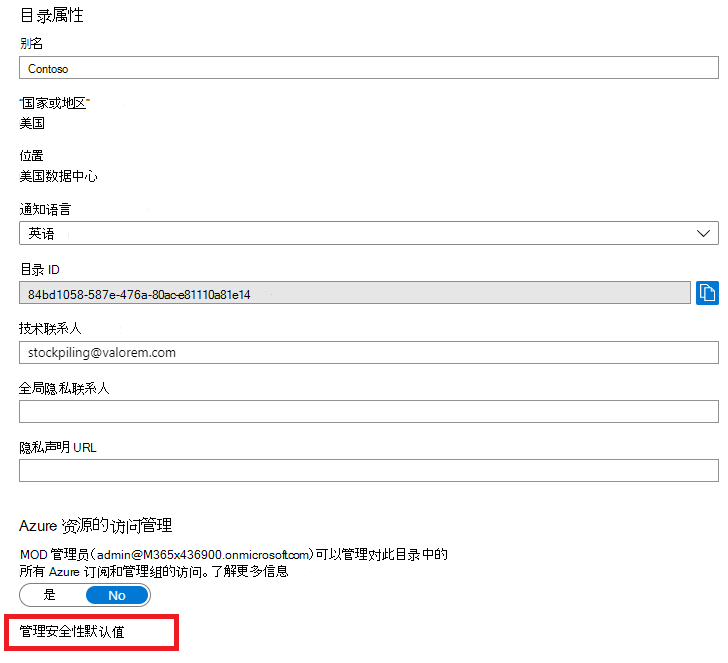 目录属性
别名
Contoso
"国家或地区"
美国
位置
美国数据中心
通知语言
英语
目录 ID
84bd1058-587e-476a-80ac-e81110a81e14
技术联系人
stockpiling@valorem.com
全局隐私联系人
隐私声明 URL
Azure 资源的访问管理
MOD 管理员(admin@M365x436900.onmicrosoft.com)可以管理对此目录中的
所有 Azure 订阅和管理组的访问。了解更多信息
是 No
管理安全性默认值